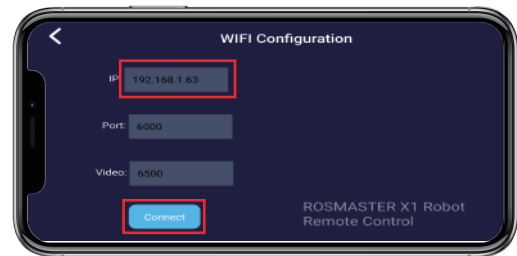 WIFI Configuration
IP 192.168.1.63
Port: 6000
Video: 6500
Connect
ROSMASTER X1 Robot
Remote Control